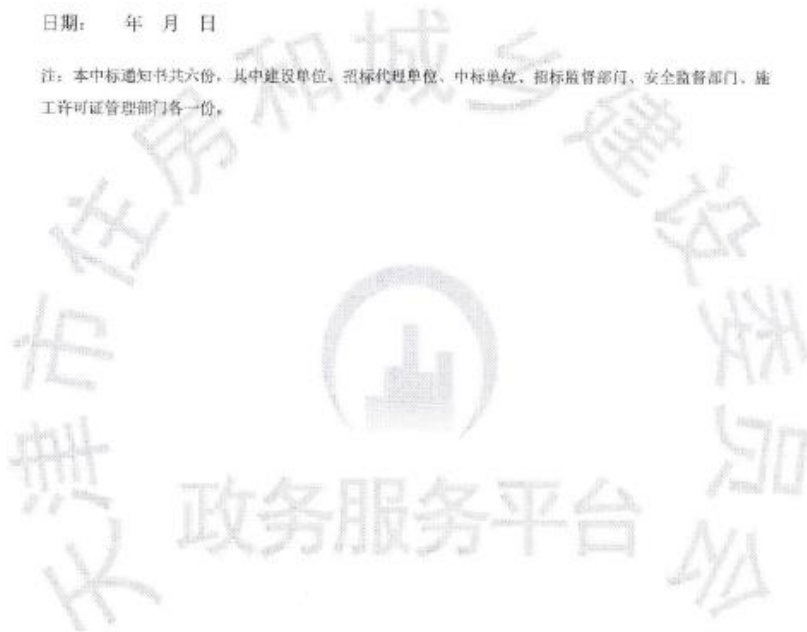 日期： 年 月 日
注：本中标通知书共六份，其中建设单位、招标代理单位、中标单位、招标监督部门、安全监督部门、施
工许可证管理部门各一份。
天津市住房和城乡建设委员会
政务服务平台